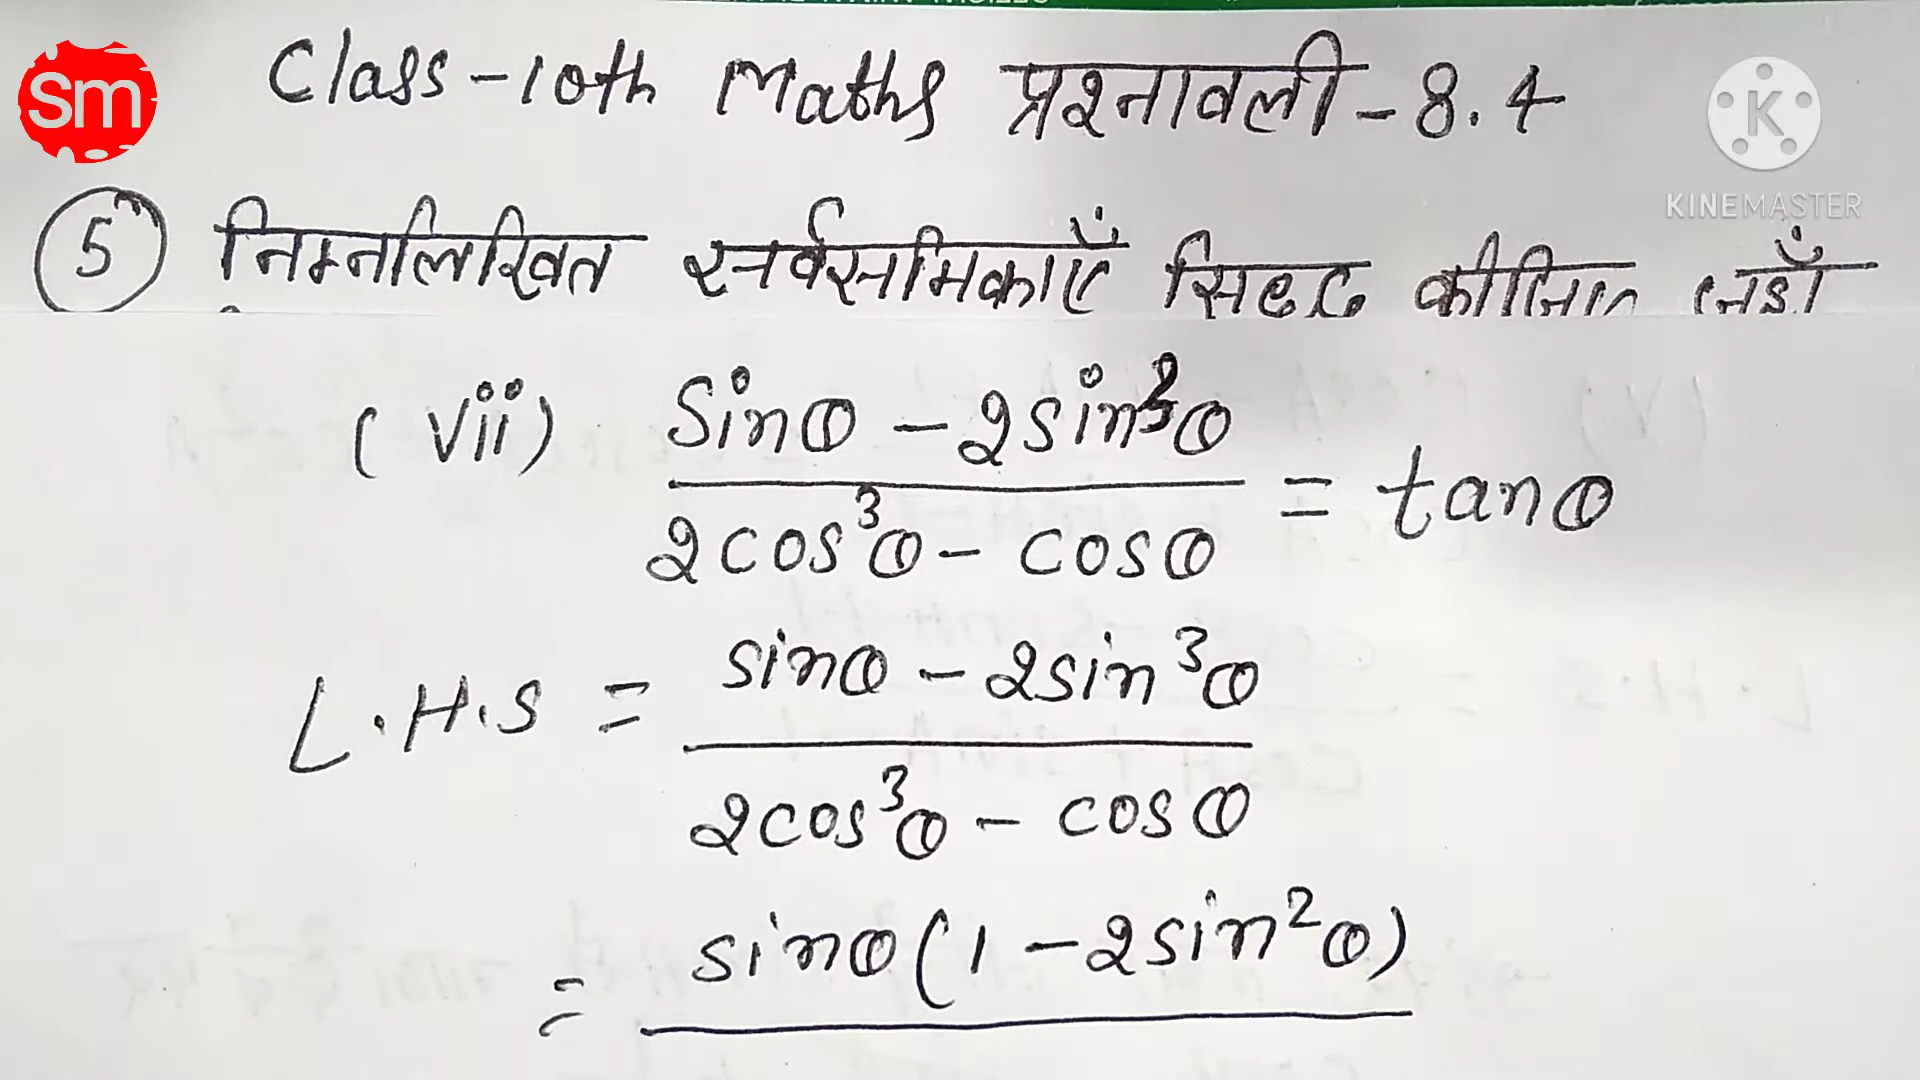 Sm
Class-10th Maths प्रश्नावली-8.4
K
KINEMASTER
5 निम्नलिखित सर्वसमिकाएँ सिद्ध कीजिए जहाँ
(vii) sinθ - 2sin³θ
2cos³θ - cosθ
= tanθ
L.H.S = sinθ - 2sin³θ
2cos³θ - cosθ
= sinθ(1 - 2sin²θ)